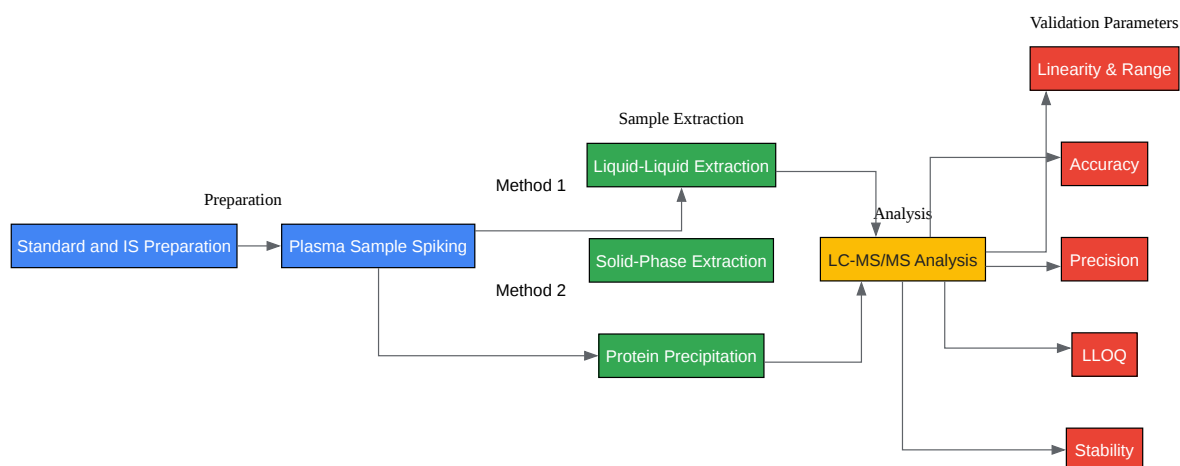 Validation Parameters
Linearity & Range
Sample Extraction
Liquid-Liquid Extraction
Accuracy
Method 1
Preparation
Analysis
Standard and IS Preparation
Plasma Sample Spiking
Solid-Phase Extraction
LC-MS/MS Analysis
Precision
Method 2
Protein Precipitation
LLOQ
Stability